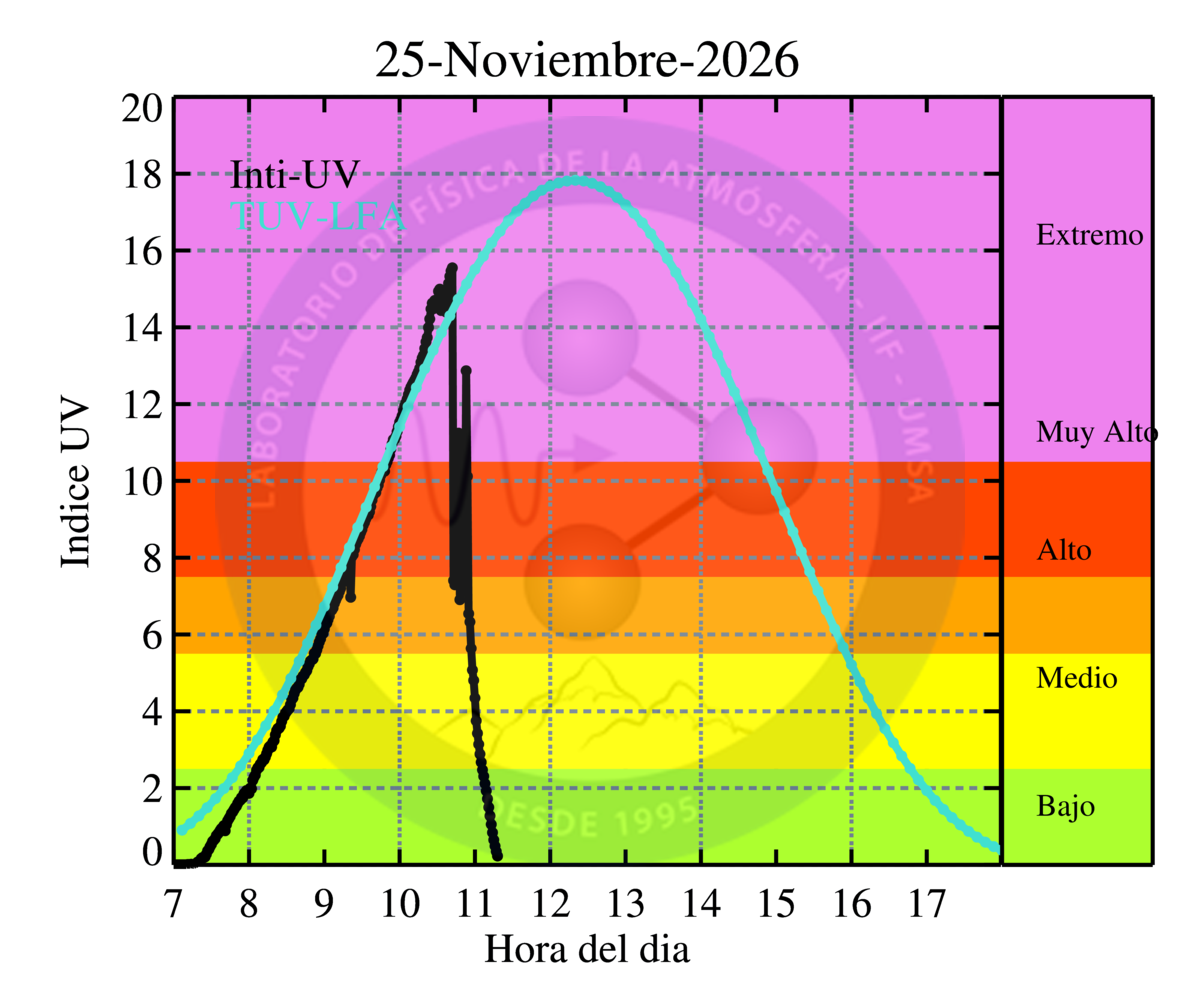 25-Noviembre-2026
Indice UV
20
18
16
14
12
10
8
6
4
2
0
Inti-UV
TUV-LFA
LABORATORIO DE FÍSICA DE LA ATMÓSFERA - IIF - UMSA
DESDE 1995
Extremo
Muy Alto
Alto
Medio
Bajo
7 8 9 10 11 12 13 14 15 16 17
Hora del dia